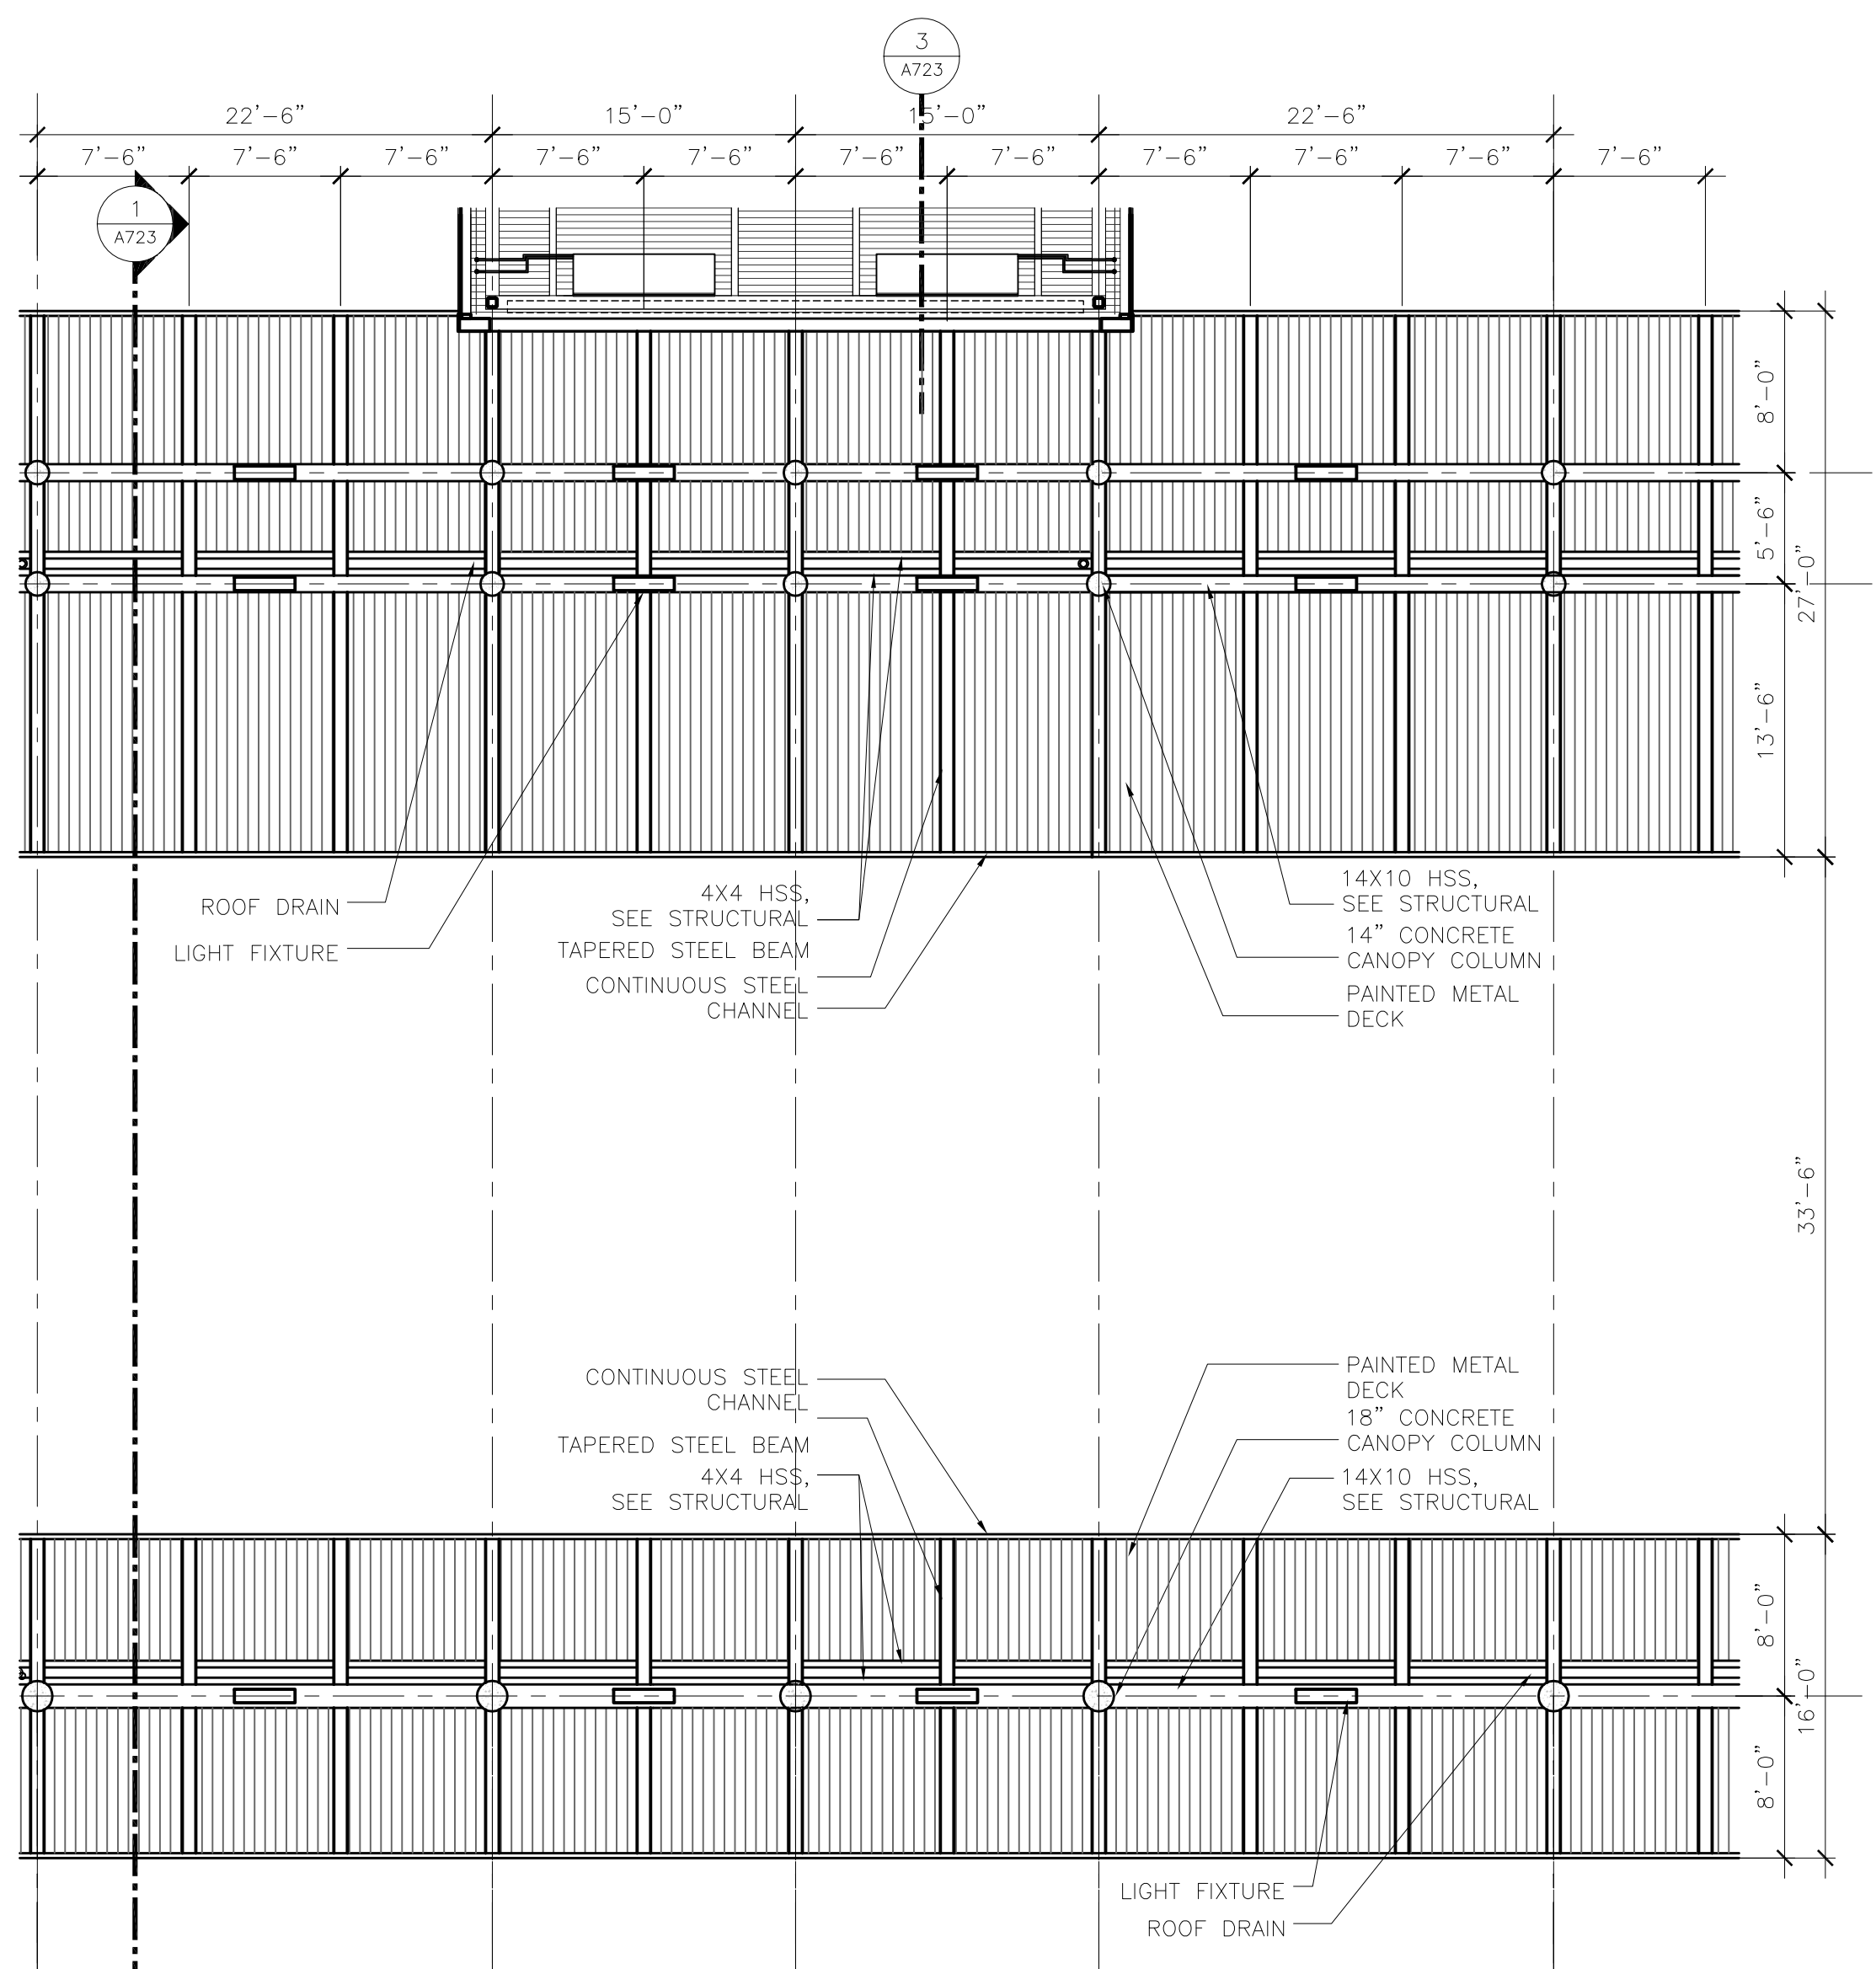 3
A723
22'-6"
15'-0"
15'-0"
22'-6"
7'-6"
7'-6"
7'-6"
7'-6"
7'-6"
7'-6"
7'-6"
7'-6"
7'-6"
7'-6"
7'-6"
1
A723
8'-0"
5'-6"
27'-0"
13'-6"
ROOF DRAIN
LIGHT FIXTURE
4X4 HSS,
SEE STRUCTURAL
TAPERED STEEL BEAM
CONTINUOUS STEEL
CHANNEL
14X10 HSS,
SEE STRUCTURAL
14" CONCRETE
CANOPY COLUMN
PAINTED METAL
DECK
33'-6"
CONTINUOUS STEEL
CHANNEL
TAPERED STEEL BEAM
4X4 HSS,
SEE STRUCTURAL
PAINTED METAL
DECK
18" CONCRETE
CANOPY COLUMN
14X10 HSS,
SEE STRUCTURAL
8'-0"
16'-0"
8'-0"
LIGHT FIXTURE
ROOF DRAIN